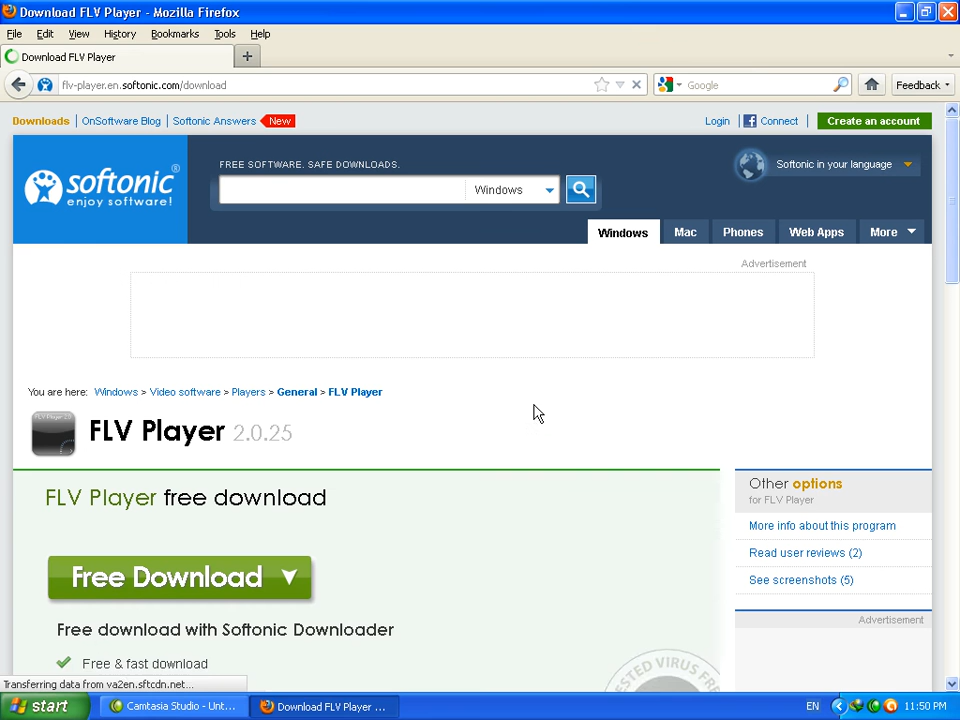 Download FLV Player - Mozilla Firefox
File Edit View History Bookmarks Tools Help
Download FLV Player
flv-player.en.softonic.com/download
Google
Feedback
Downloads | OnSoftware Blog | Softonic Answers New
Login | Connect | Create an account
softonic®
enjoy software!
FREE SOFTWARE. SAFE DOWNLOADS.
Windows
Softonic in your language
Windows Mac Phones Web Apps More
Advertisement
You are here: Windows > Video software > Players > General > FLV Player
FLV Player 2.0.25
FLV Player free download
Free Download
Free download with Softonic Downloader
Free & fast download
Other options
for FLV Player
More info about this program
Read user reviews (2)
See screenshots (5)
Advertisement
Transferring data from va2en.sftcdn.net...
start
Camtasia Studio - Unt...
Download FLV Player ...
EN
11:50 PM